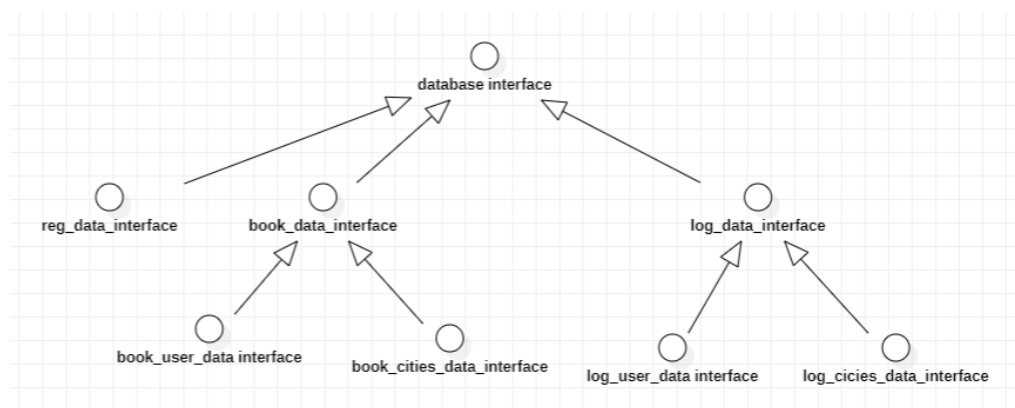 database interface
reg_data_interface
book_data_interface
log_data_interface
book_user_data interface
book_cities_data_interface
log_user_data interface
log_cicies_data_interface